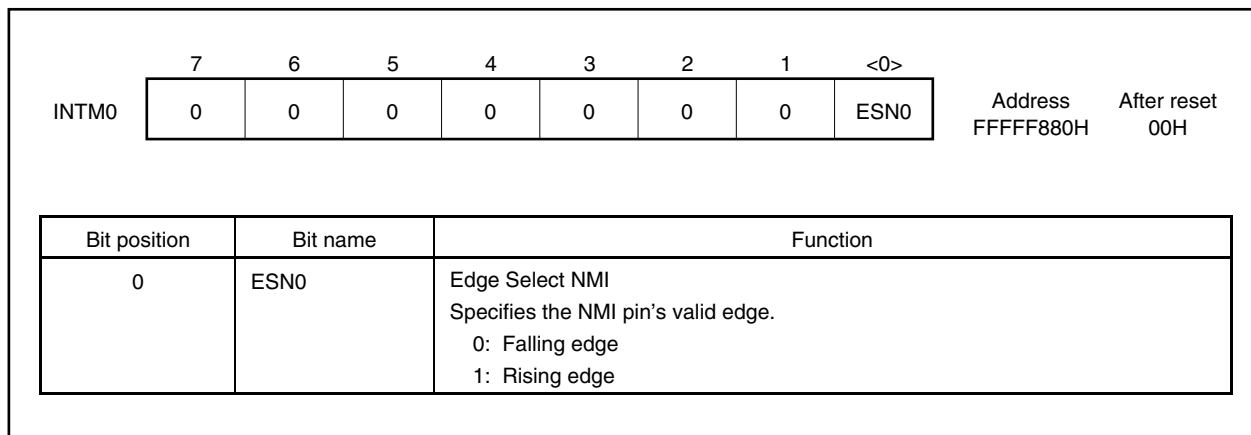 7 6 5 4 3 2 1 <0>
INTM0 0 0 0 0 0 0 0 ESN0 Address After reset
FFFFF880H 00H
Bit position Bit name Function
0 ESN0 Edge Select NMI
Specifies the NMI pin's valid edge.
0: Falling edge
1: Rising edge